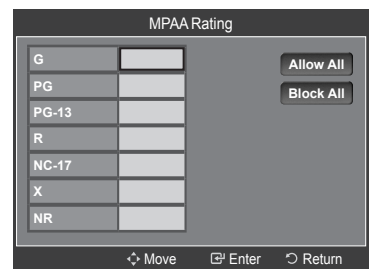 MPAA Rating
G
Allow All
PG
Block All
PG-13
R
NC-17
X
NR
Move Enter Return